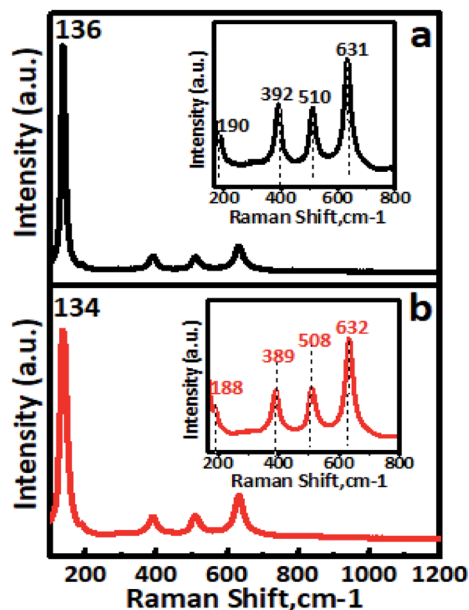 136
a
Intensity (a.u.)
Intensity (a.u.)
190
392
510
631
200 400 600 800
Raman Shift,cm-1
134
b
Intensity (a.u.)
Intensity (a.u.)
188
389
508
632
200 400 600 800
Raman Shift,cm-1
200 400 600 800 1000 1200
Raman Shift,cm-1